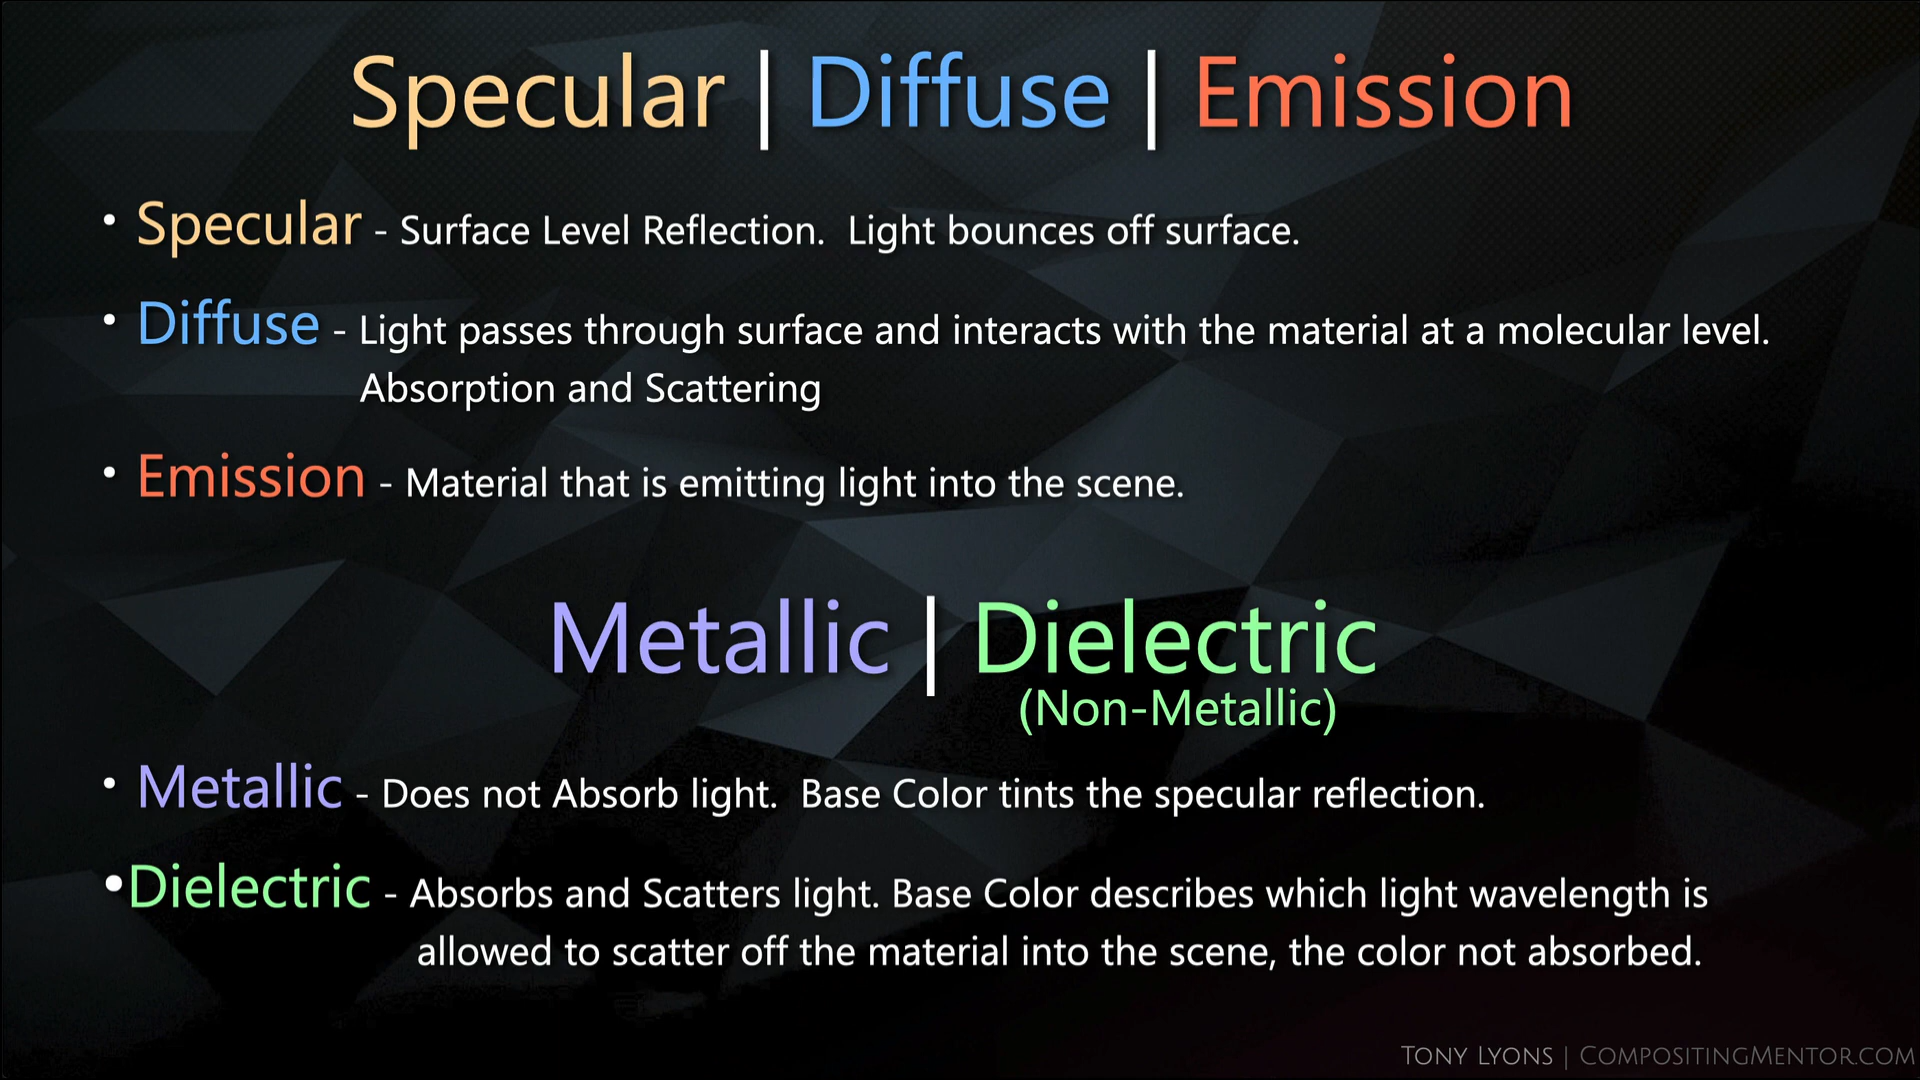 Specular | Diffuse | Emission
• Specular - Surface Level Reflection.  Light bounces off surface.
• Diffuse - Light passes through surface and interacts with the material at a molecular level.
Absorption and Scattering
• Emission - Material that is emitting light into the scene.
Metallic | Dielectric
(Non-Metallic)
• Metallic - Does not Absorb light.  Base Color tints the specular reflection.
•Dielectric - Absorbs and Scatters light. Base Color describes which light wavelength is
allowed to scatter off the material into the scene, the color not absorbed.
Tony Lyons | CompositingMentor.com